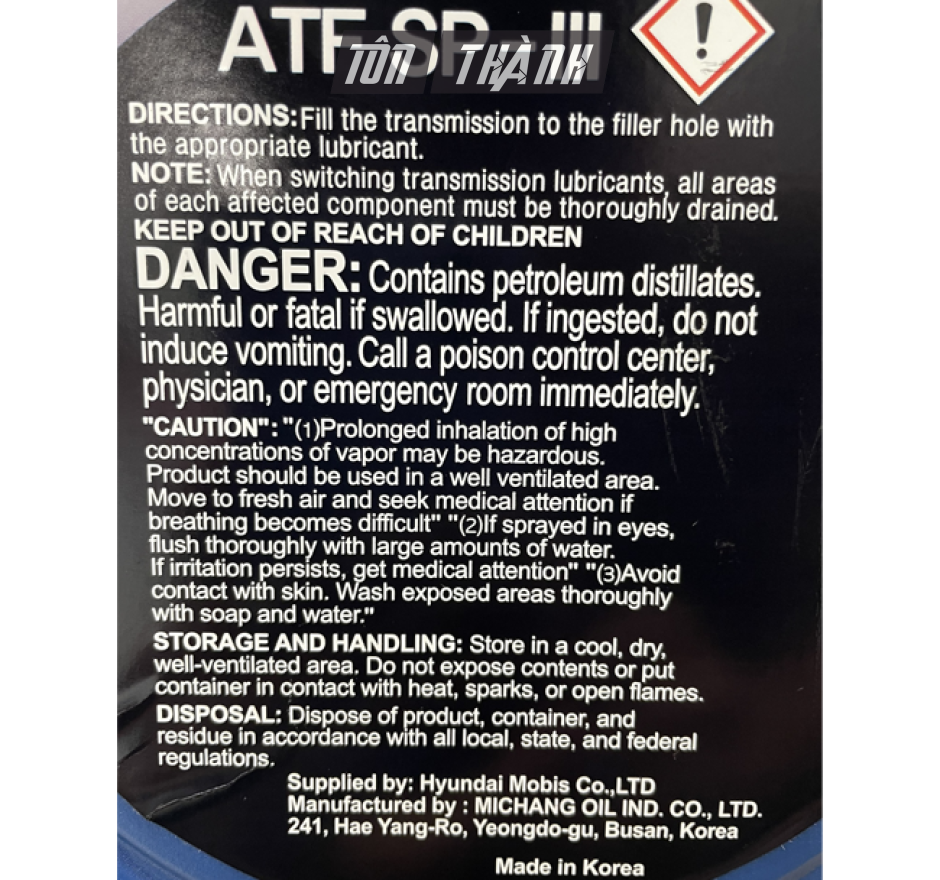 ATF SP-III
TÔN THÀNH
DIRECTIONS: Fill the transmission to the filler hole with
the appropriate lubricant.
NOTE: When switching transmission lubricants, all areas
of each affected component must be thoroughly drained.
KEEP OUT OF REACH OF CHILDREN
DANGER: Contains petroleum distillates.
Harmful or fatal if swallowed. If ingested, do not
induce vomiting. Call a poison control center,
physician, or emergency room immediately.
"CAUTION": "(1)Prolonged inhalation of high
concentrations of vapor may be hazardous.
Product should be used in a well ventilated area.
Move to fresh air and seek medical attention if
breathing becomes difficult" "(2)If sprayed in eyes,
flush thoroughly with large amounts of water.
If irritation persists, get medical attention" "(3)Avoid
contact with skin. Wash exposed areas thoroughly
with soap and water."
STORAGE AND HANDLING: Store in a cool, dry,
well-ventilated area. Do not expose contents or put
container in contact with heat, sparks, or open flames.
DISPOSAL: Dispose of product, container, and
residue in accordance with all local, state, and federal
regulations.
Supplied by: Hyundai Mobis Co.,LTD
Manufactured by : MICHANG OIL IND. CO., LTD.
241, Hae Yang-Ro, Yeongdo-gu, Busan, Korea
Made in Korea